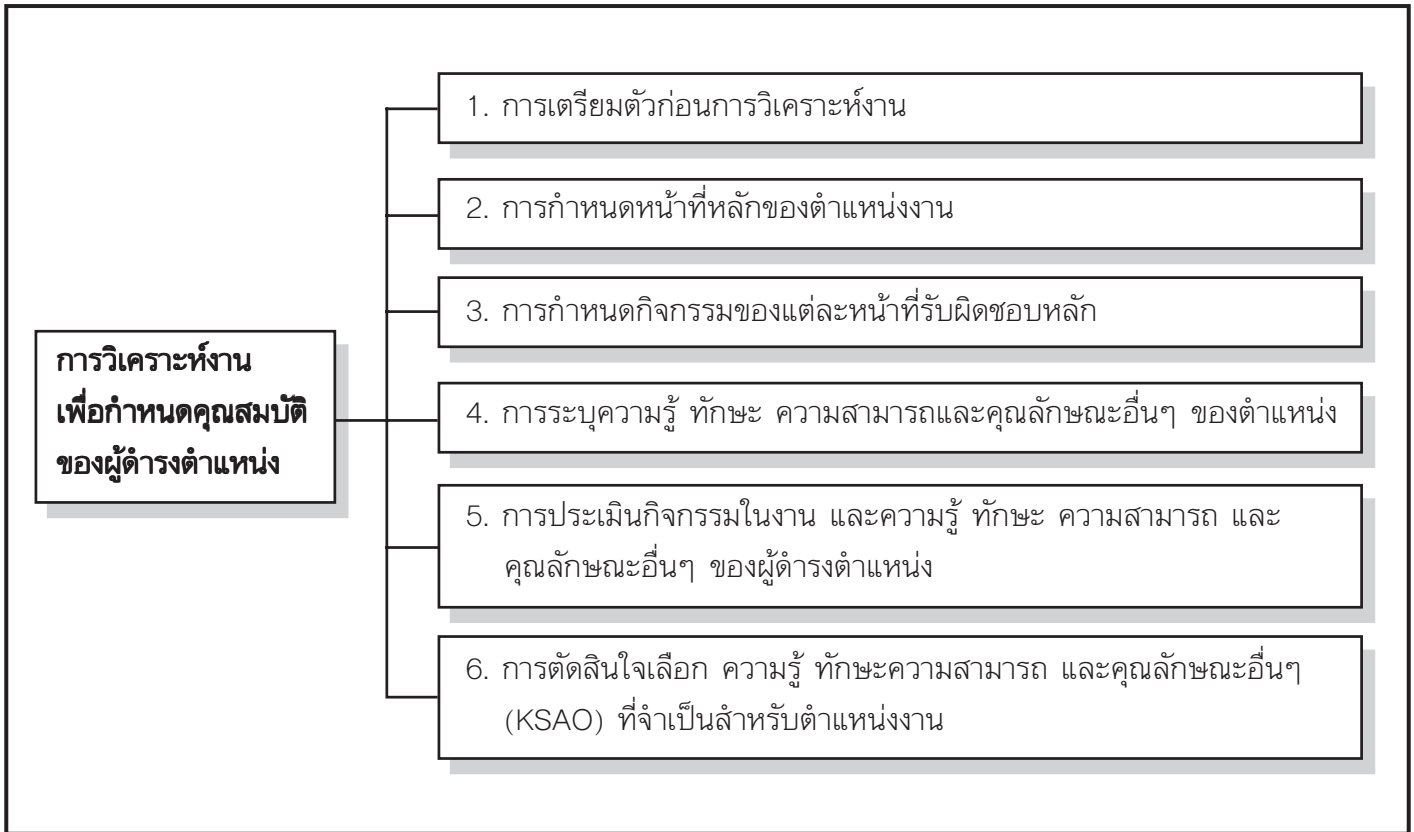 1. การเตรียมตัวก่อนการวิเคราะห์งาน
2. การกำหนดหน้าที่หลักของตำแหน่งงาน
3. การกำหนดกิจกรรมของแต่ละหน้าที่รับผิดชอบหลัก
การวิเคราะห์งาน
เพื่อกำหนดคุณสมบัติ
ของผู้ดำรงตำแหน่ง
4. การระบุความรู้ ทักษะ ความสามารถและคุณลักษณะอื่นๆ ของตำแหน่ง
5. การประเมินกิจกรรมในงาน และความรู้ ทักษะ ความสามารถ และ
คุณลักษณะอื่นๆ ของผู้ดำรงตำแหน่ง
6. การตัดสินใจเลือก ความรู้ ทักษะความสามารถ และคุณลักษณะอื่นๆ
(KSAO) ที่จำเป็นสำหรับตำแหน่งงาน